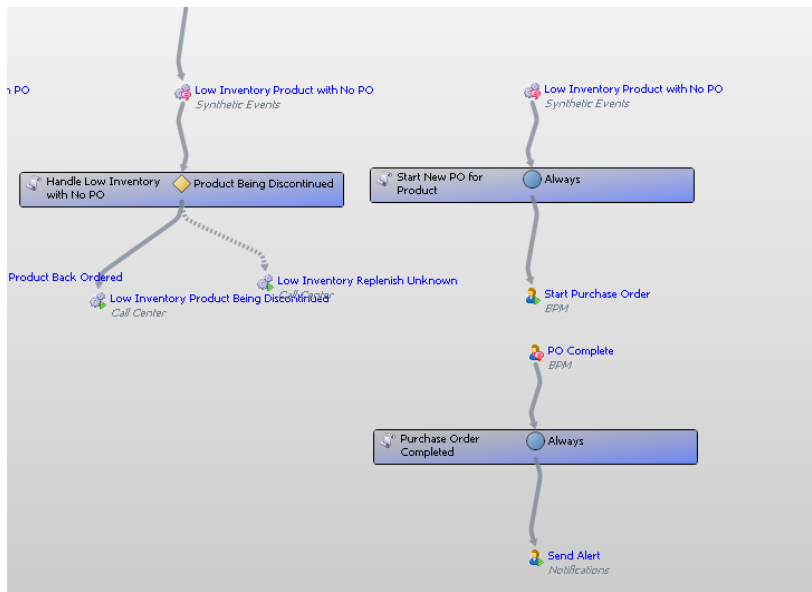 n PO
Low Inventory Product with No PO
Synthetic Events
Low Inventory Product with No PO
Synthetic Events
Handle Low Inventory
with No PO
Product Being Discontinued
Start New PO for
Product
Always
Product Back Ordered
Low Inventory Replenish Unknown
Call Center
Low Inventory Product Being Discontinued
Call Center
Start Purchase Order
BPM
PO Complete
BPM
Purchase Order
Completed
Always
Send Alert
Notifications